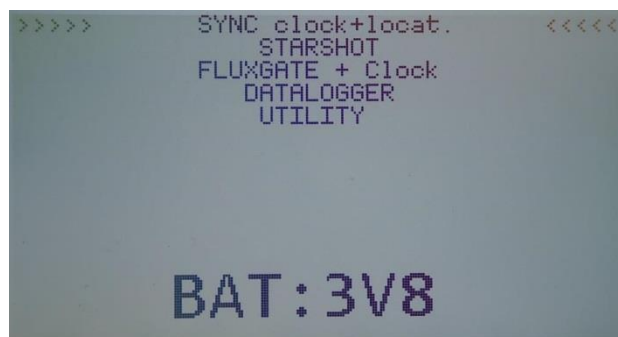 >>>>> SYNC clock+locat. <<<<<
STARSHOT
FLUXGATE + Clock
DATALOGGER
UTILITY
BAT:3V8